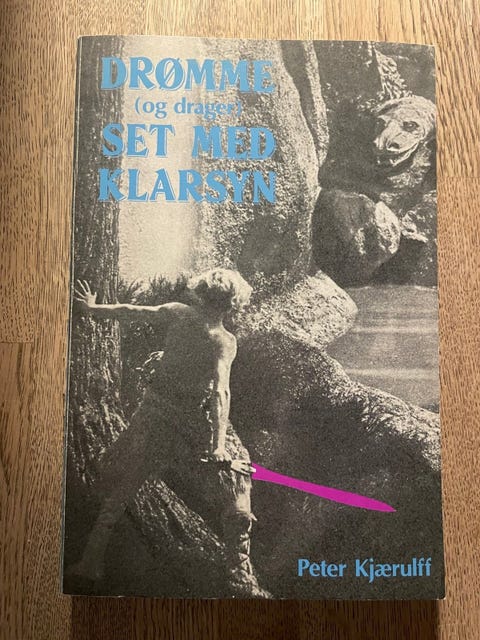 DRØMME
(og drager)
SET MED
KLARSYN
Peter Kjærulff